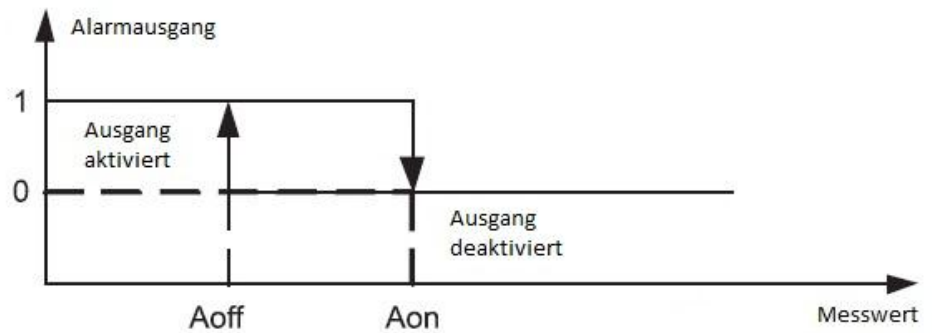 Alarmausgang
1
Ausgang
aktiviert
0
Ausgang
deaktiviert
Aoff
Aon
Messwert